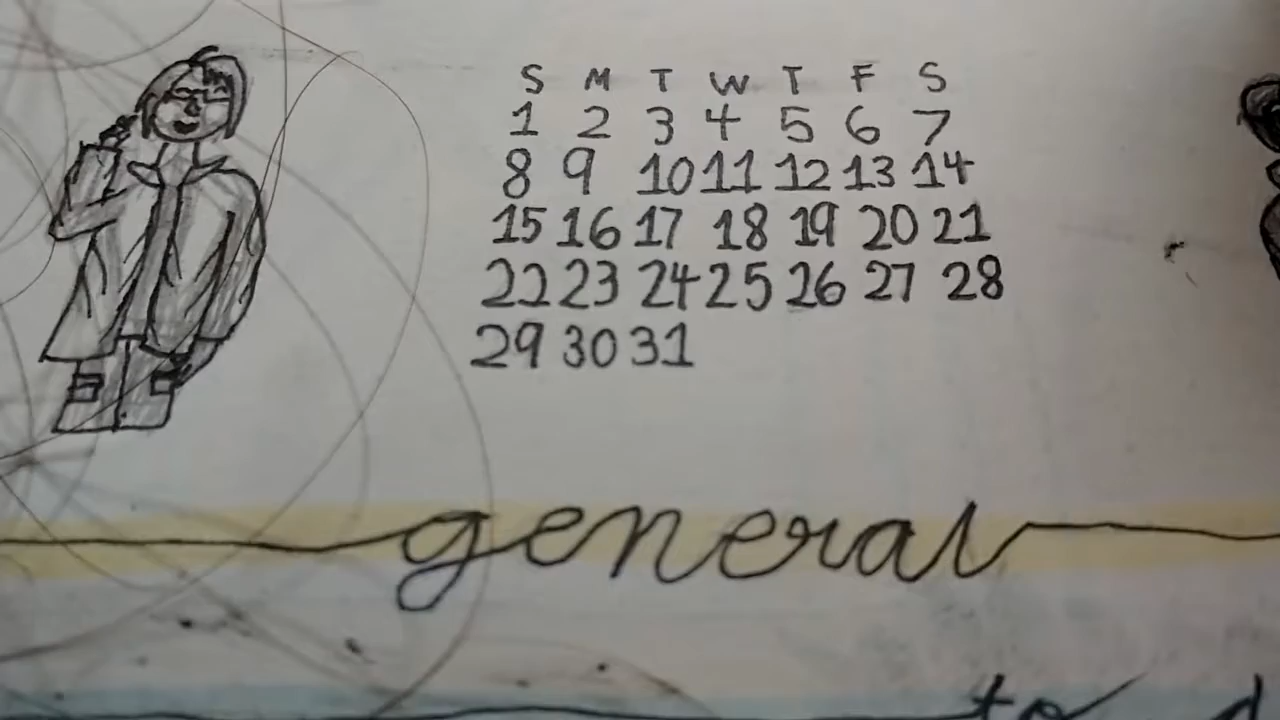 S M T W T F S
1 2 3 4 5 6 7
8 9 10 11 12 13 14
15 16 17 18 19 20 21
22 23 24 25 26 27 28
29 30 31
general
to d